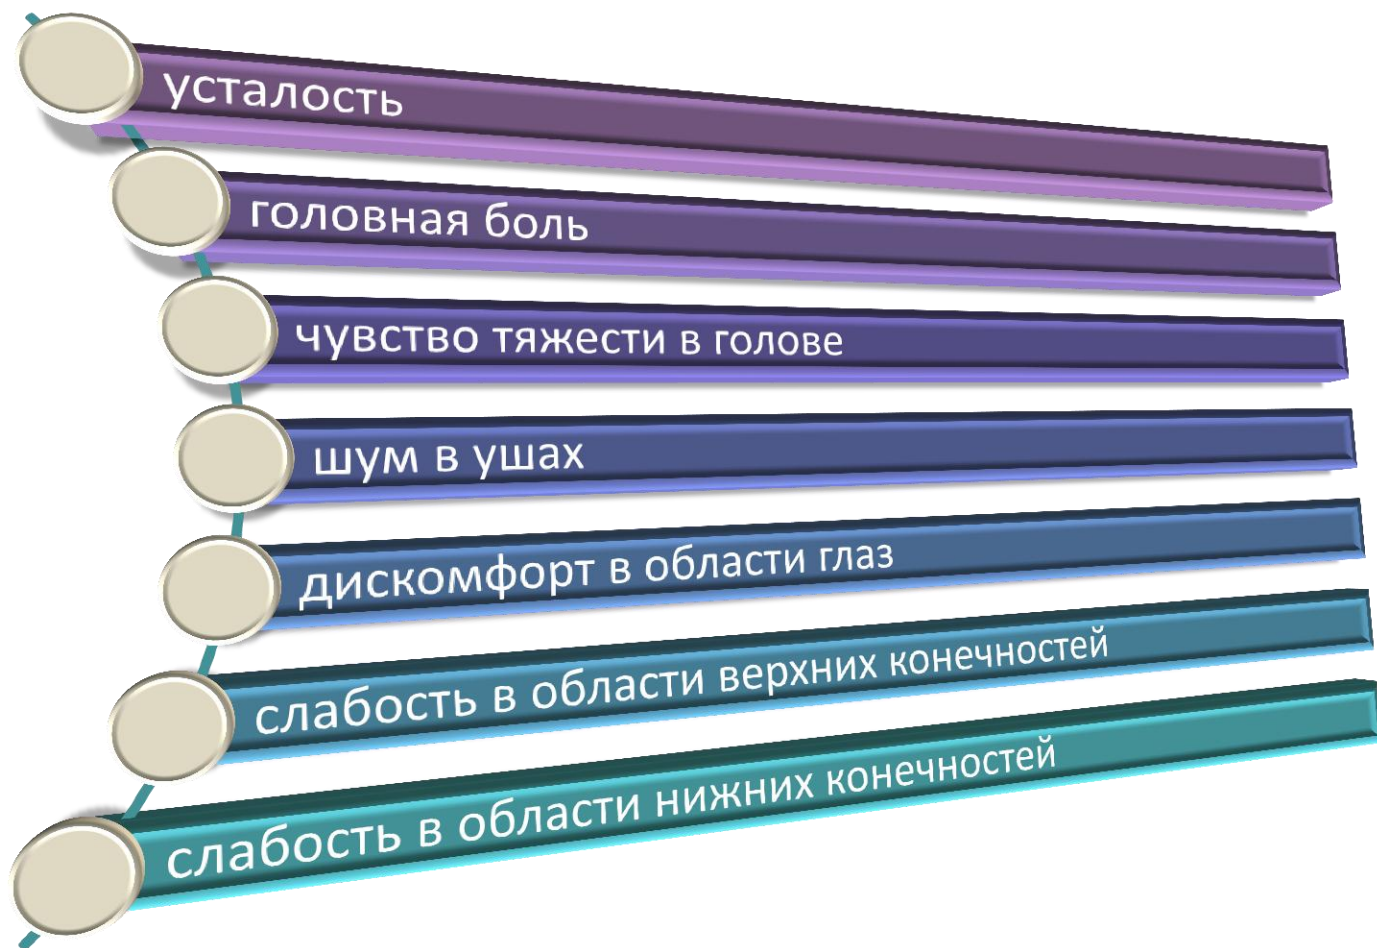 усталость
головная боль
чувство тяжести в голове
шум в ушах
дискомфорт в области глаз
слабость в области верхних конечностей
слабость в области нижних конечностей